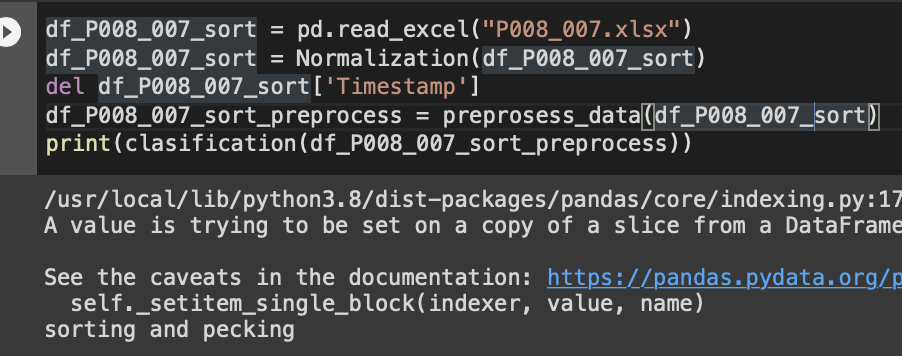 df_P008_007_sort = pd.read_excel("P008_007.xlsx")
df_P008_007_sort = Normalization(df_P008_007_sort)
del df_P008_007_sort['Timestamp']
df_P008_007_sort_preprocess = preprosess_data(df_P008_007_sort)
print(clasification(df_P008_007_sort_preprocess))
/usr/local/lib/python3.8/dist-packages/pandas/core/indexing.py:17
A value is trying to be set on a copy of a slice from a DataFrame
See the caveats in the documentation: https://pandas.pydata.org/p
self._setitem_single_block(indexer, value, name)
sorting and pecking